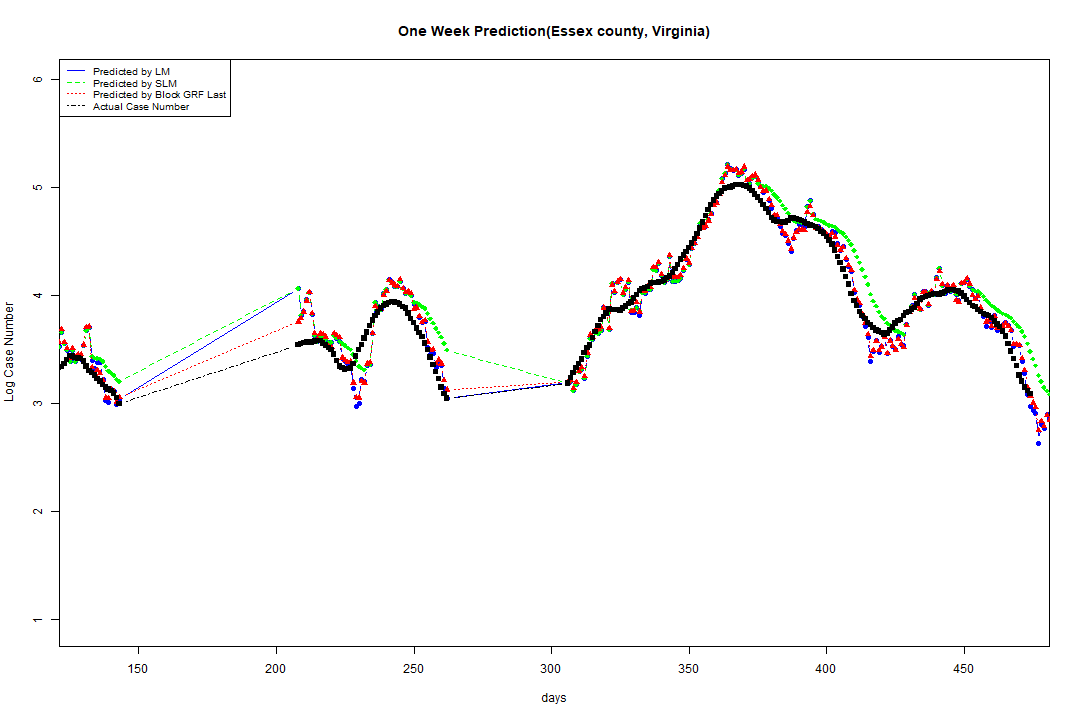 One Week Prediction(Essex county, Virginia)
Predicted by LM
Predicted by SLM
Predicted by Block GRF Last
Actual Case Number
6
5
4
3
2
1
Log Case Number
150 200 250 300 350 400 450
days